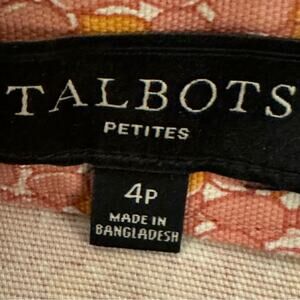 TALBOTS
PETITES
4P
MADE IN
BANGLADESH